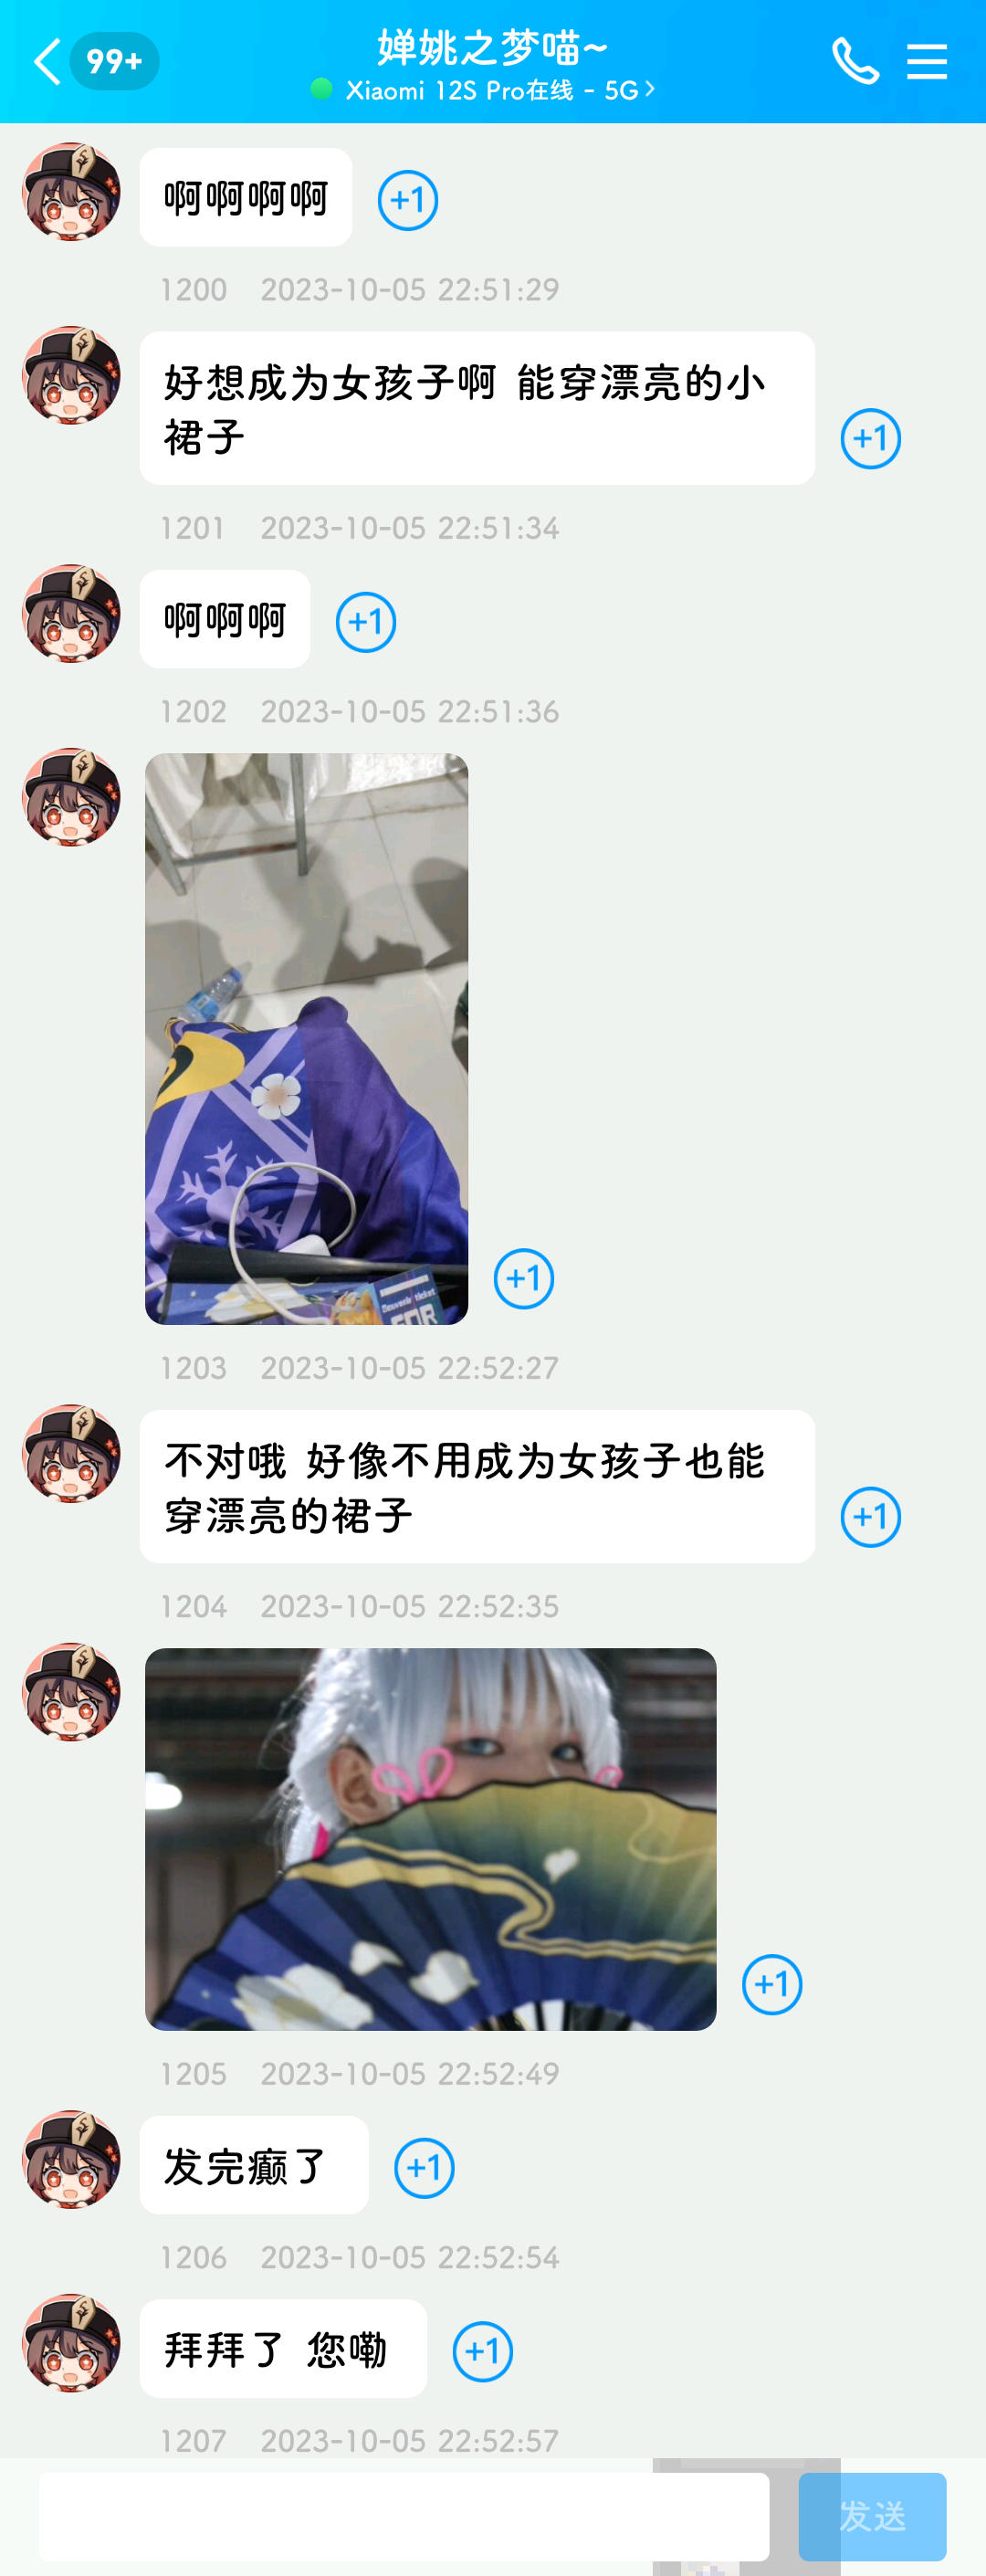 99+
婵姚之梦喵~
Xiaomi 12S Pro在线 - 5G
啊啊啊啊
+1
1200 2023-10-05 22:51:29
好想成为女孩子啊 能穿漂亮的小
裙子
+1
1201 2023-10-05 22:51:34
啊啊啊
+1
1202 2023-10-05 22:51:36
Souvenir ticket
FOR
+1
1203 2023-10-05 22:52:27
不对哦 好像不用成为女孩子也能
穿漂亮的裙子
+1
1204 2023-10-05 22:52:35
+1
1205 2023-10-05 22:52:49
发完癫了
+1
1206 2023-10-05 22:52:54
拜拜了 您嘞
+1
1207 2023-10-05 22:52:57
发送